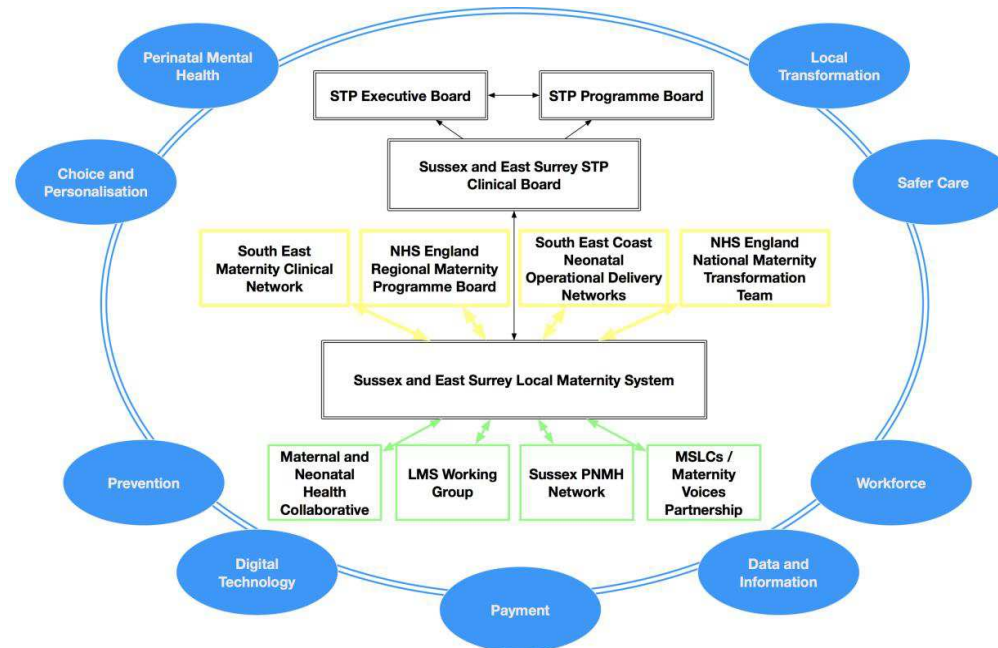 Perinatal Mental
Health
Local
Transformation
STP Executive Board
STP Programme Board
Choice and
Personalisation
Sussex and East Surrey STP
Clinical Board
Safer Care
South East
Maternity Clinical
Network
NHS England
Regional Maternity
Programme Board
South East Coast
Neonatal
Operational Delivery
Networks
NHS England
National Maternity
Transformation
Team
Sussex and East Surrey Local Maternity System
Maternal and
Neonatal
Health
Collaborative
LMS Working
Group
Sussex PNMH
Network
MSLCs /
Maternity
Voices
Partnership
Prevention
Workforce
Digital
Technology
Data and
Information
Payment